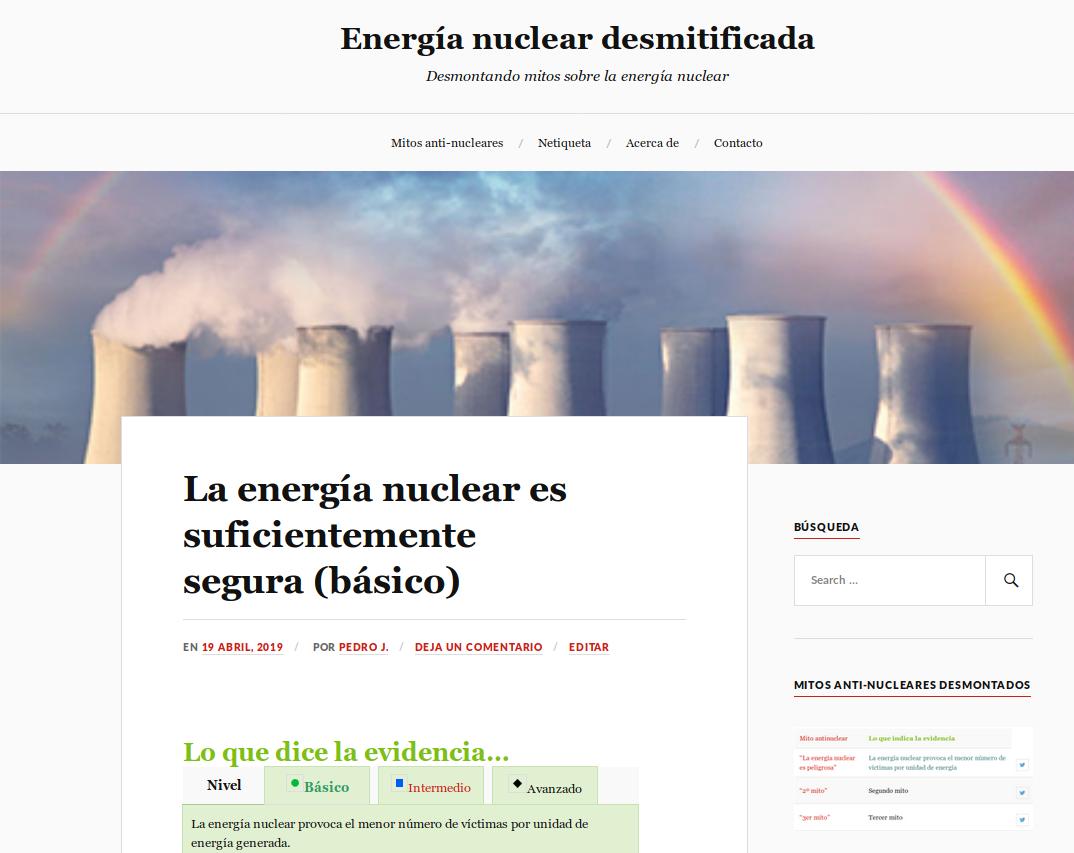 Energía nuclear desmitificada
Desmontando mitos sobre la energía nuclear
Mitos anti-nucleares / Netiqueta / Acerca de / Contacto
La energía nuclear es
suficientemente
segura (básico)
EN 19 ABRIL, 2019 / POR PEDRO J. / DEJA UN COMENTARIO / EDITAR
Lo que dice la evidencia...
Nivel Básico Intermedio Avanzado
La energía nuclear provoca el menor número de víctimas por unidad de
energía generada.
BÚSQUEDA
Search ...
MITOS ANTI-NUCLEARES DESMONTADOS
Mito antinuclear Lo que indica la evidencia
"La energía nuclear La energía nuclear provoca el menor número de
es peligrosa" víctimas por unidad de energía
"2º mito" Segundo mito
"3er mito" Tercer mito